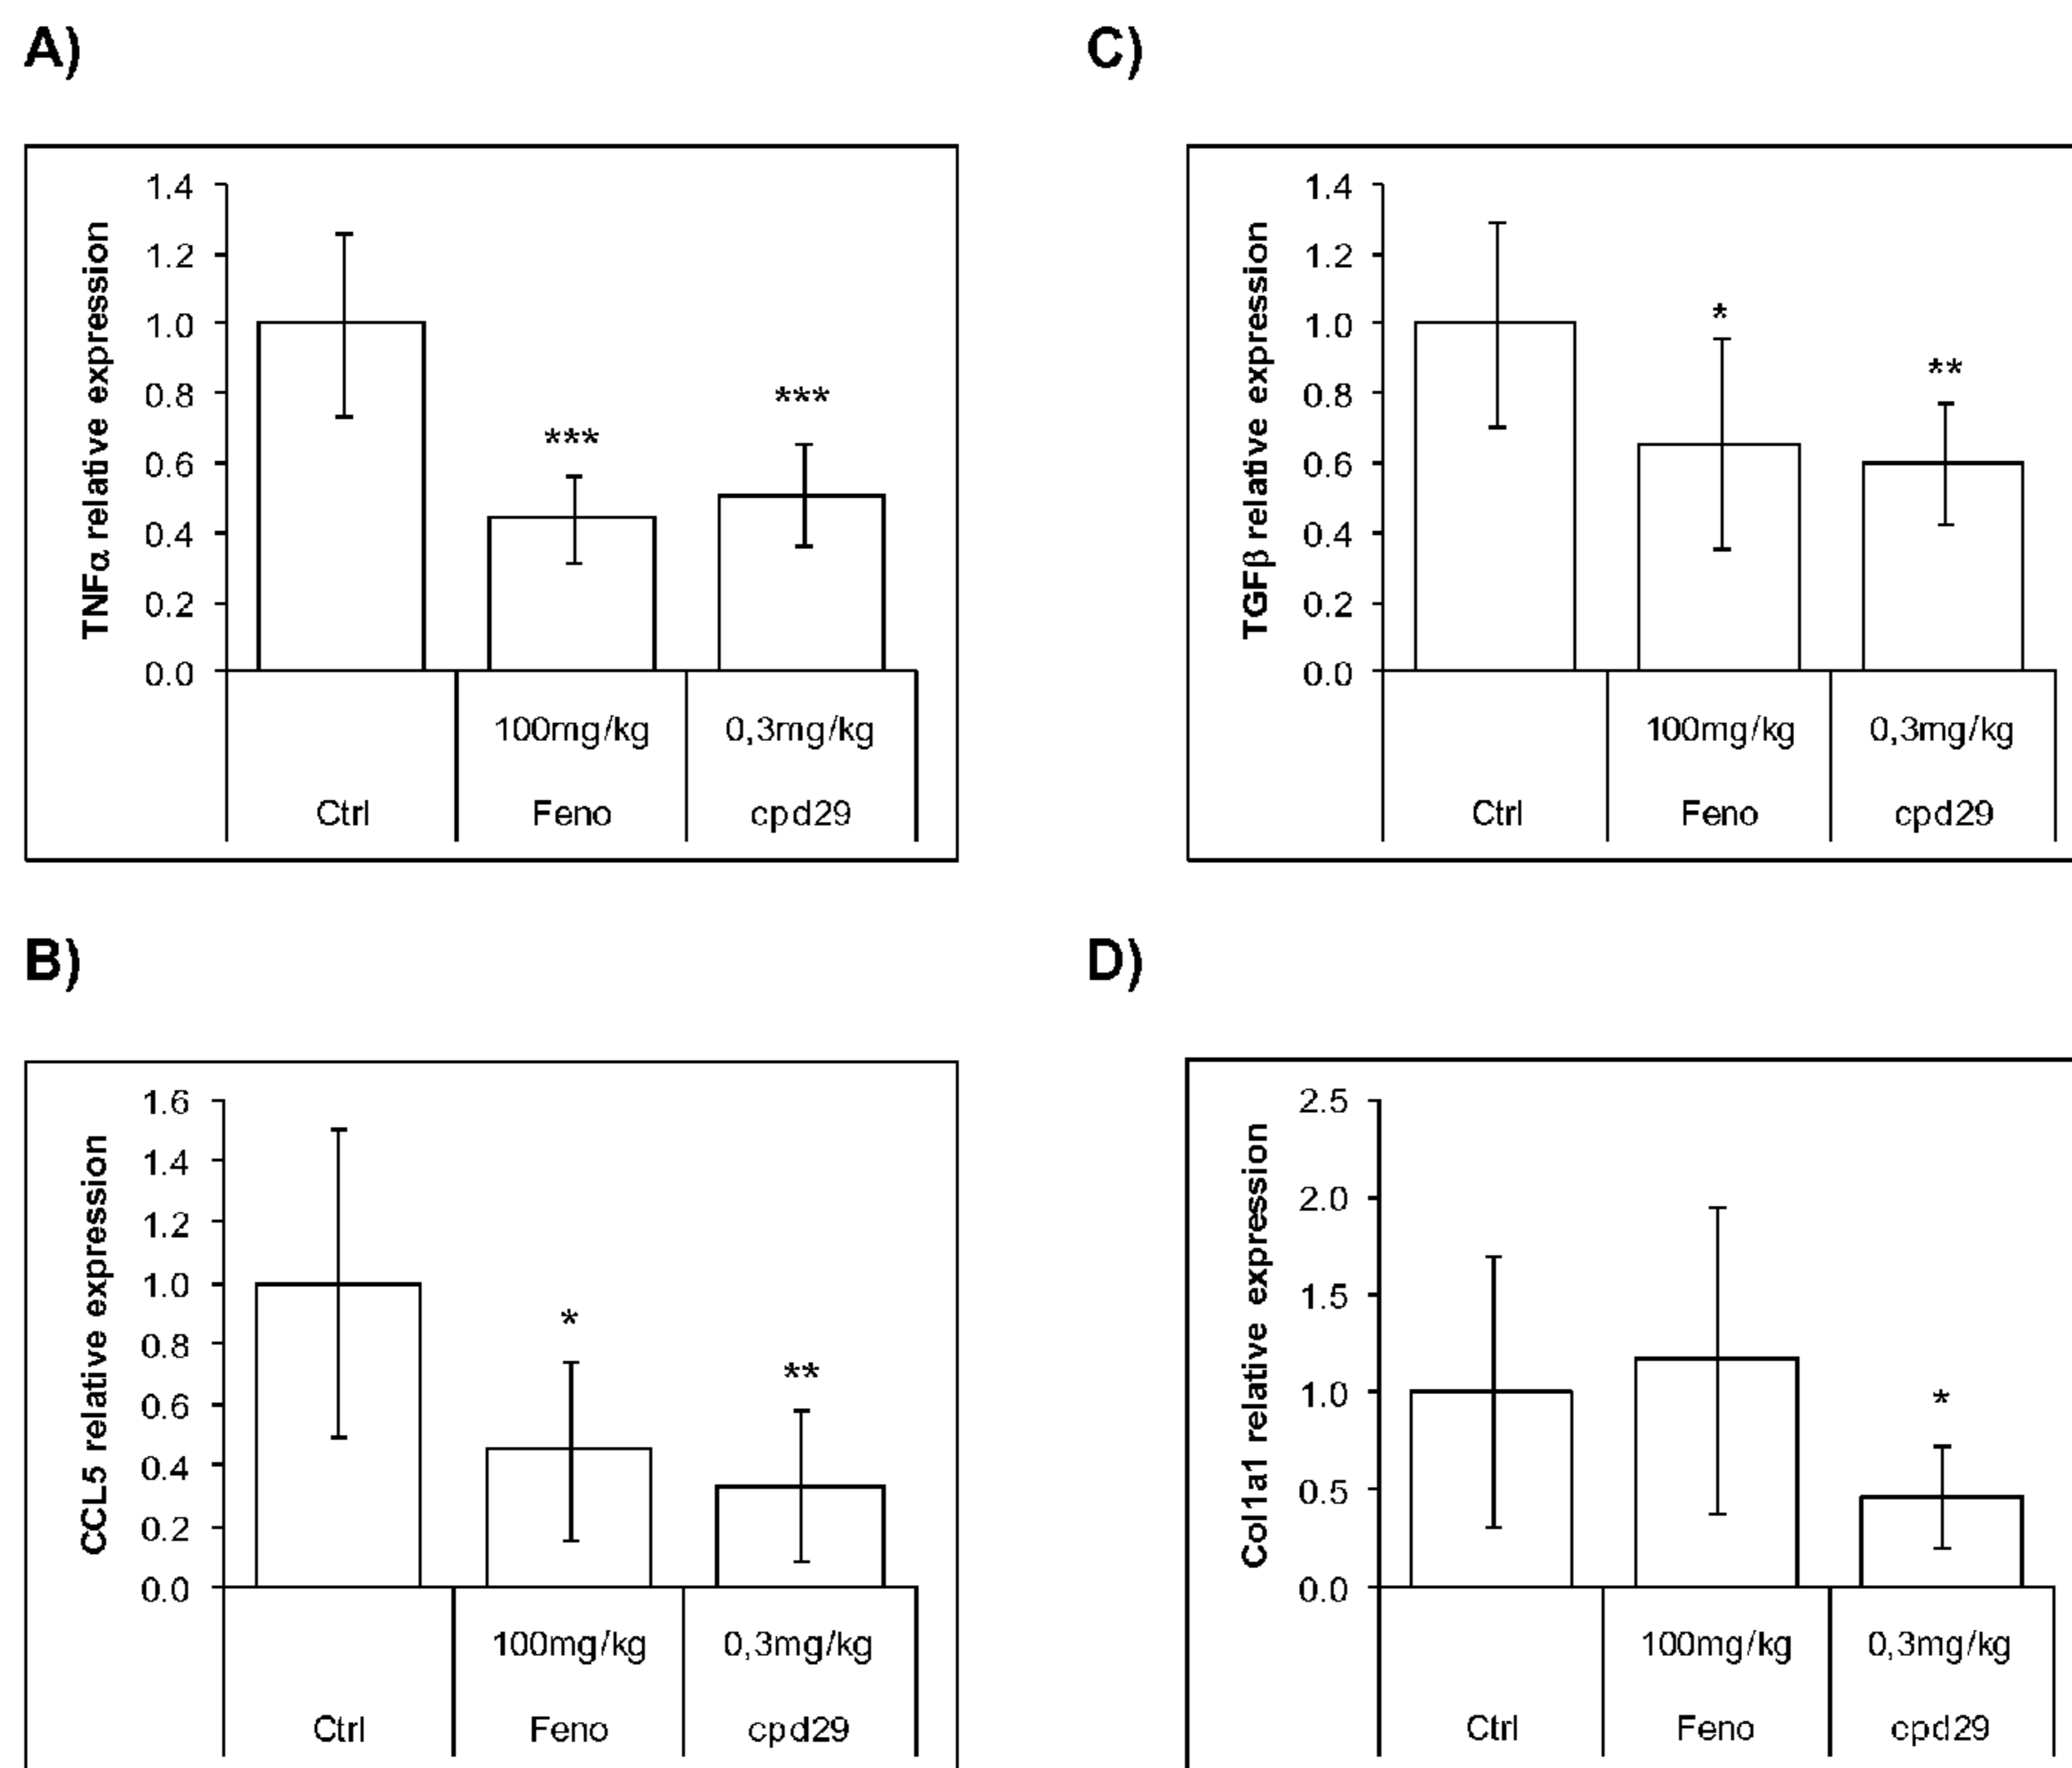 A)
TNFα relative expression
1.4
1.2
1.0
0.8
0.6
0.4
0.2
0.0
***
***
100mg/kg 0,3mg/kg
Ctrl Feno cpd29
C)
TGFβ relative expression
1.4
1.2
1.0
0.8
0.6
0.4
0.2
0.0
*
**
100mg/kg 0,3mg/kg
Ctrl Feno cpd29
B)
CCL5 relative expression
1.6
1.4
1.2
1.0
0.8
0.6
0.4
0.2
0.0
*
**
100mg/kg 0,3mg/kg
Ctrl Feno cpd29
D)
Col1a1 relative expression
2.5
2.0
1.5
1.0
0.5
0.0
*
100mg/kg 0,3mg/kg
Ctrl Feno cpd29